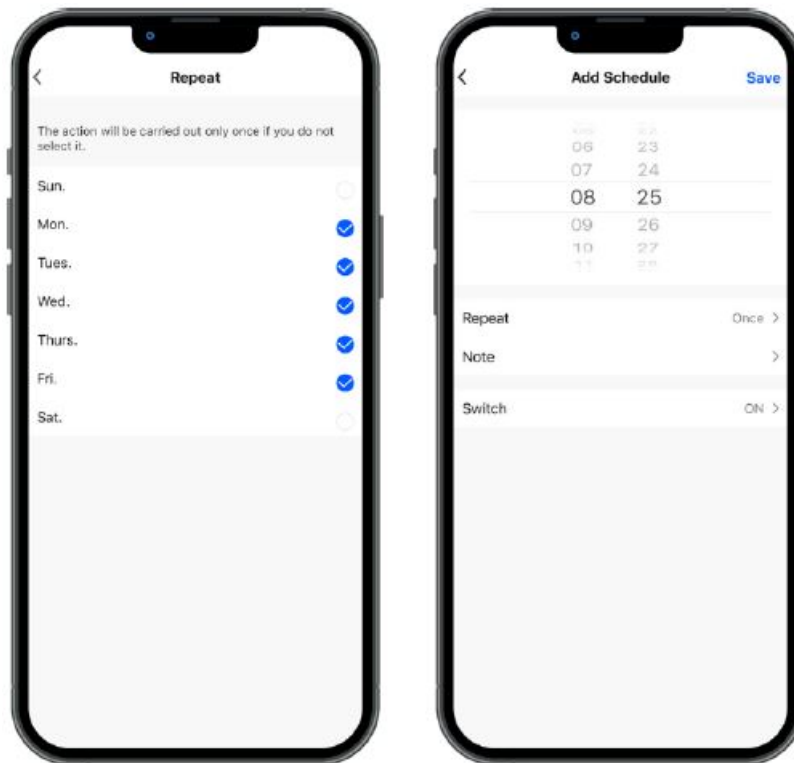 Repeat
The action will be carried out only once if you do not
select it.
Sun.
Mon.
Tues.
Wed.
Thurs.
Fri.
Sat.
Add Schedule Save
06 23
07 24
08 25
09 26
10 27
Repeat Once
Note
Switch ON